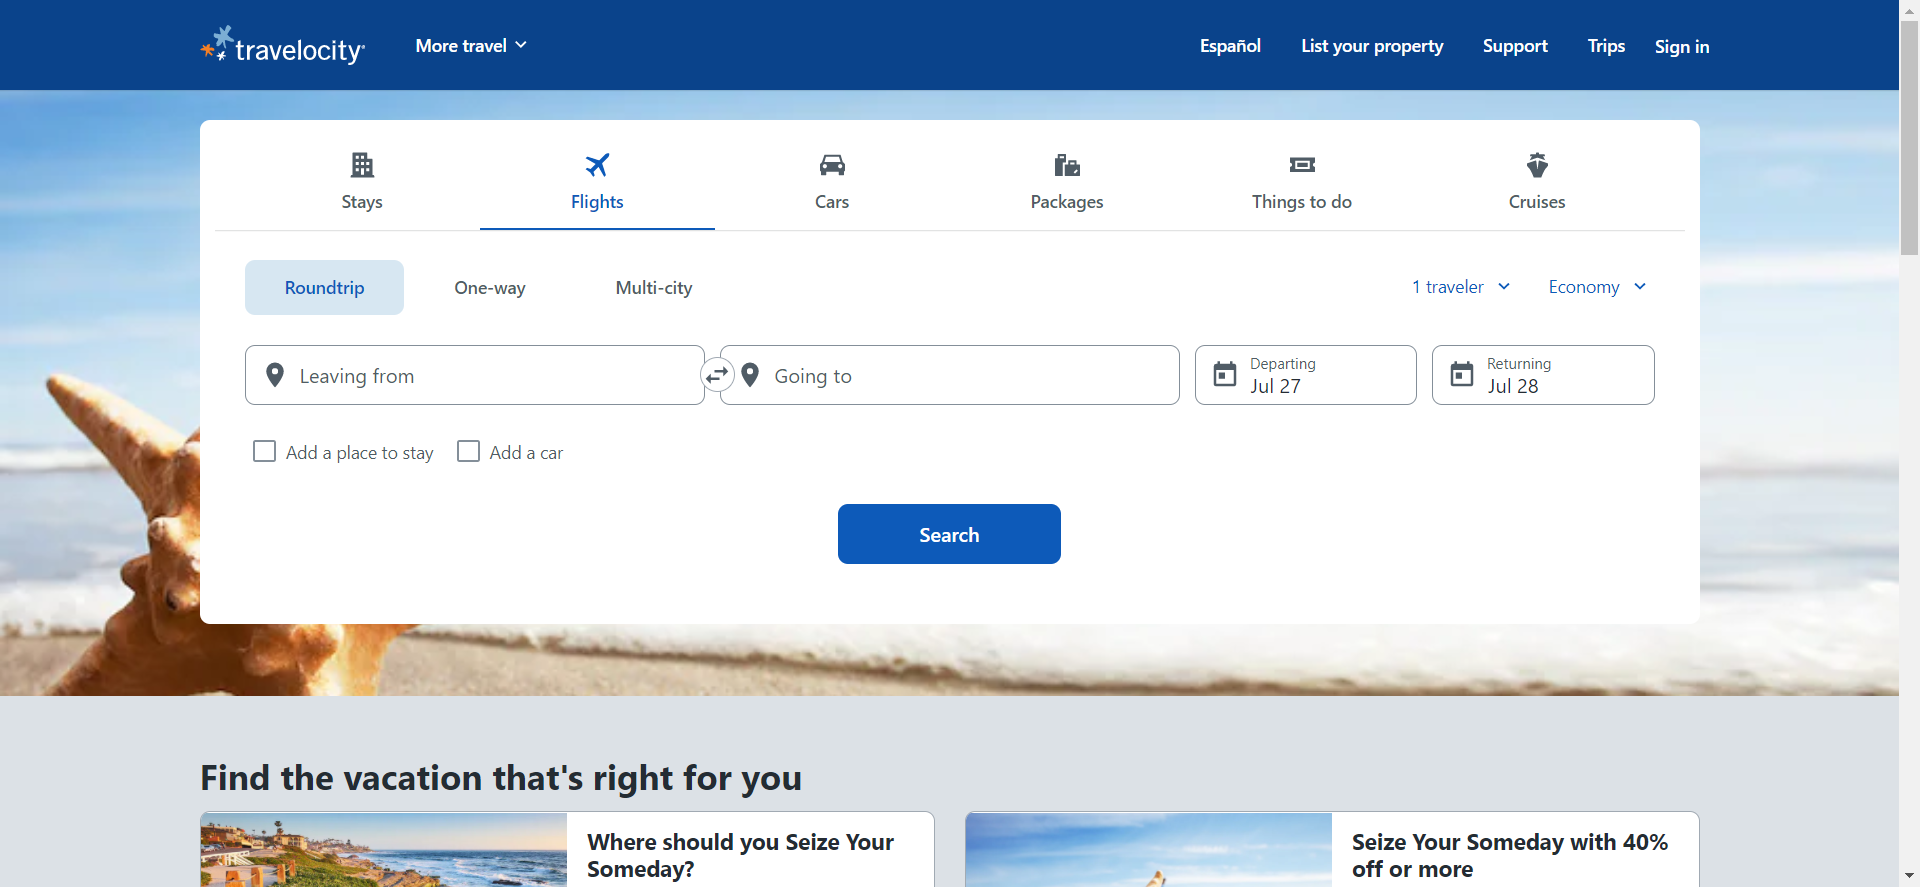 travelocity
More travel
Español
List your property
Support
Trips
Sign in
Stays
Flights
Cars
Packages
Things to do
Cruises
Roundtrip
One-way
Multi-city
1 traveler
Economy
Leaving from
Going to
Departing
Jul 27
Returning
Jul 28
Add a place to stay
Add a car
Search
Find the vacation that's right for you
Where should you Seize Your
Someday?
Seize Your Someday with 40%
off or more